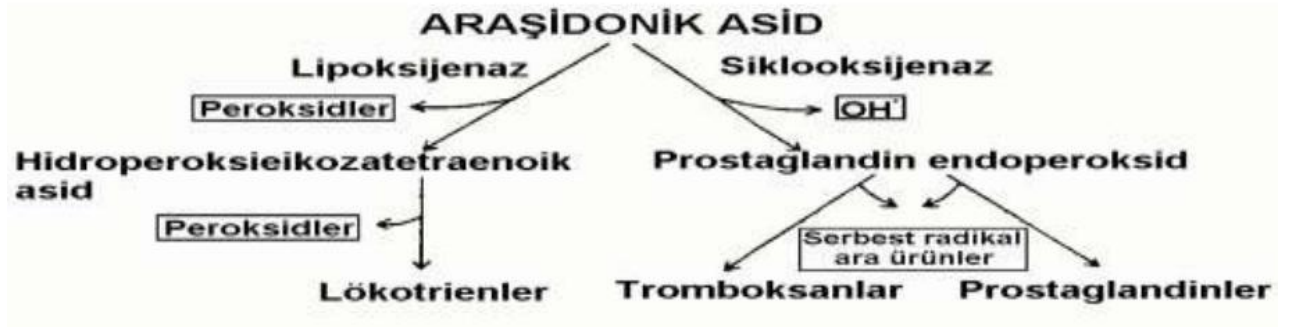 ARAŞİDONİK ASİD
Lipoksijenaz
Siklooksijenaz
Peroksidler
OH˙
Hidroperoksieikozatetraenoik
asid
Prostaglandin endoperoksid
Peroksidler
Serbest radikal
ara ürünler
Lökotrienler
Tromboksanlar
Prostaglandinler